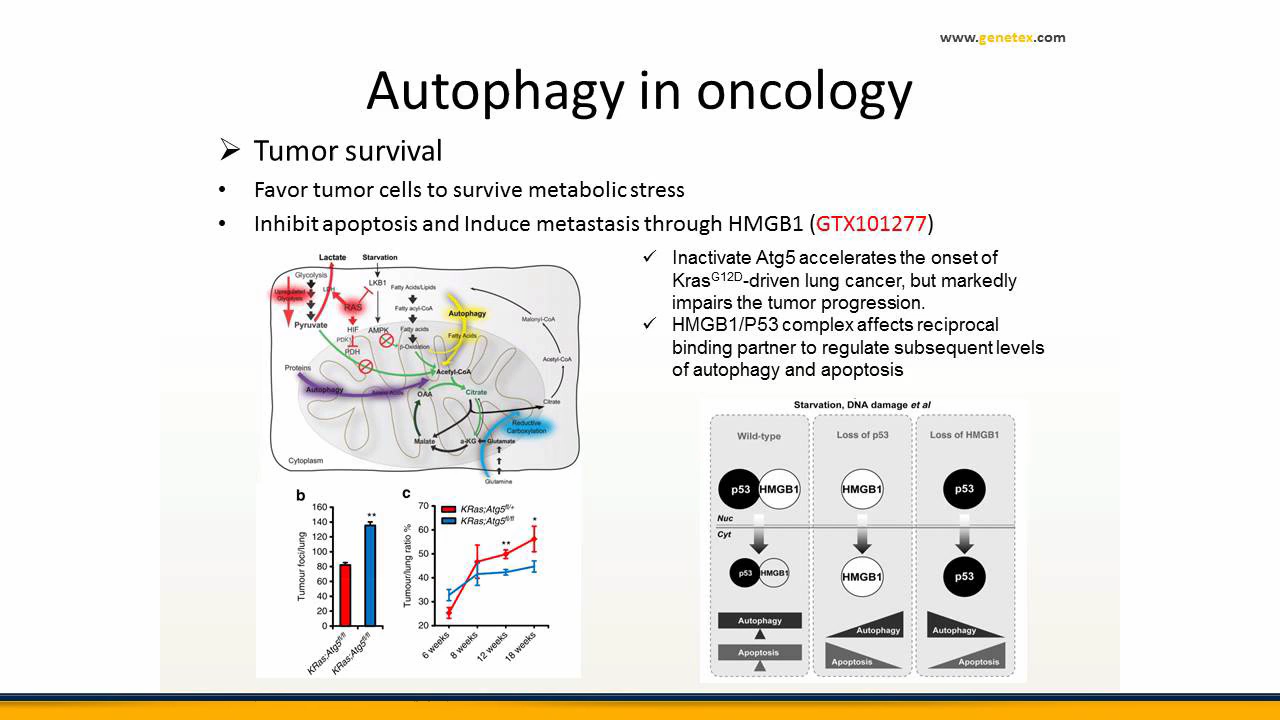 www.genetex.com
Autophagy in oncology
Tumor survival
Favor tumor cells to survive metabolic stress
Inhibit apoptosis and Induce metastasis through HMGB1 (GTX101277)
Lactate
Starvation
Glycolysis
LDH
LKB1
Fatty Acids/Lipids
Upregulated
Glycolysis
RAS
Fatty acyl-CoA
Autophagy
Malonyl-CoA
Pyruvate
HIF
AMPK
Fatty acids
Fatty Acids
PDK1
PDH
β-Oxidation
Acetyl-CoA
Proteins
Acetyl-CoA
Autophagy
Amino Acids
OAA
Citrate
Citrate
Reductive
Carboxylation
Malate
a-KG
Glutamate
Cytoplasm
Glutamine
Inactivate Atg5 accelerates the onset of
KrasG12D-driven lung cancer, but markedly
impairs the tumor progression.
HMGB1/P53 complex affects reciprocal
binding partner to regulate subsequent levels
of autophagy and apoptosis
b
Tumour foci/lung
160
140
120
100
80
60
40
20
0
**
KRas;Atg5fl/fl
KRas;Atg5fl/fl
c
Tumour/lung ratio %
70
60
50
40
30
20
KRas;Atg5fl/+
KRas;Atg5fl/fl
**
*
6 weeks
8 weeks
12 weeks
18 weeks
Starvation, DNA damage et al
Wild-type
Loss of p53
Loss of HMGB1
p53
HMGB1
HMGB1
p53
Nuc
Cyt
p53
HMGB1
HMGB1
p53
Autophagy
Autophagy
Autophagy
Apoptosis
Apoptosis
Apoptosis